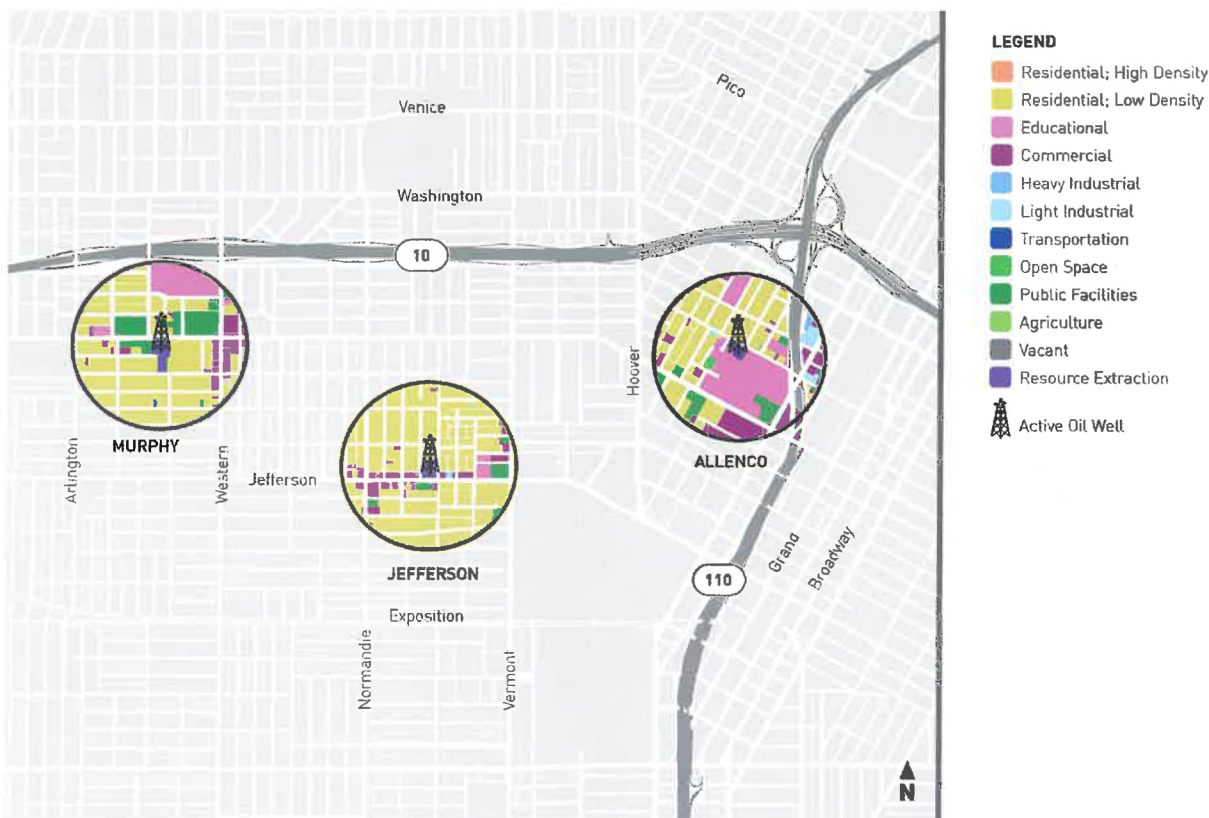 LEGEND
Residential; High Density
Residential; Low Density
Educational
Commercial
Heavy Industrial
Light Industrial
Transportation
Open Space
Public Facilities
Agriculture
Vacant
Resource Extraction
Active Oil Well
Pico
Venice
Washington
10
Hoover
MURPHY
Arlington
Western
Jefferson
ALLENCO
JEFFERSON
Exposition
Normandie
Vermont
110
Grand
Broadway
N